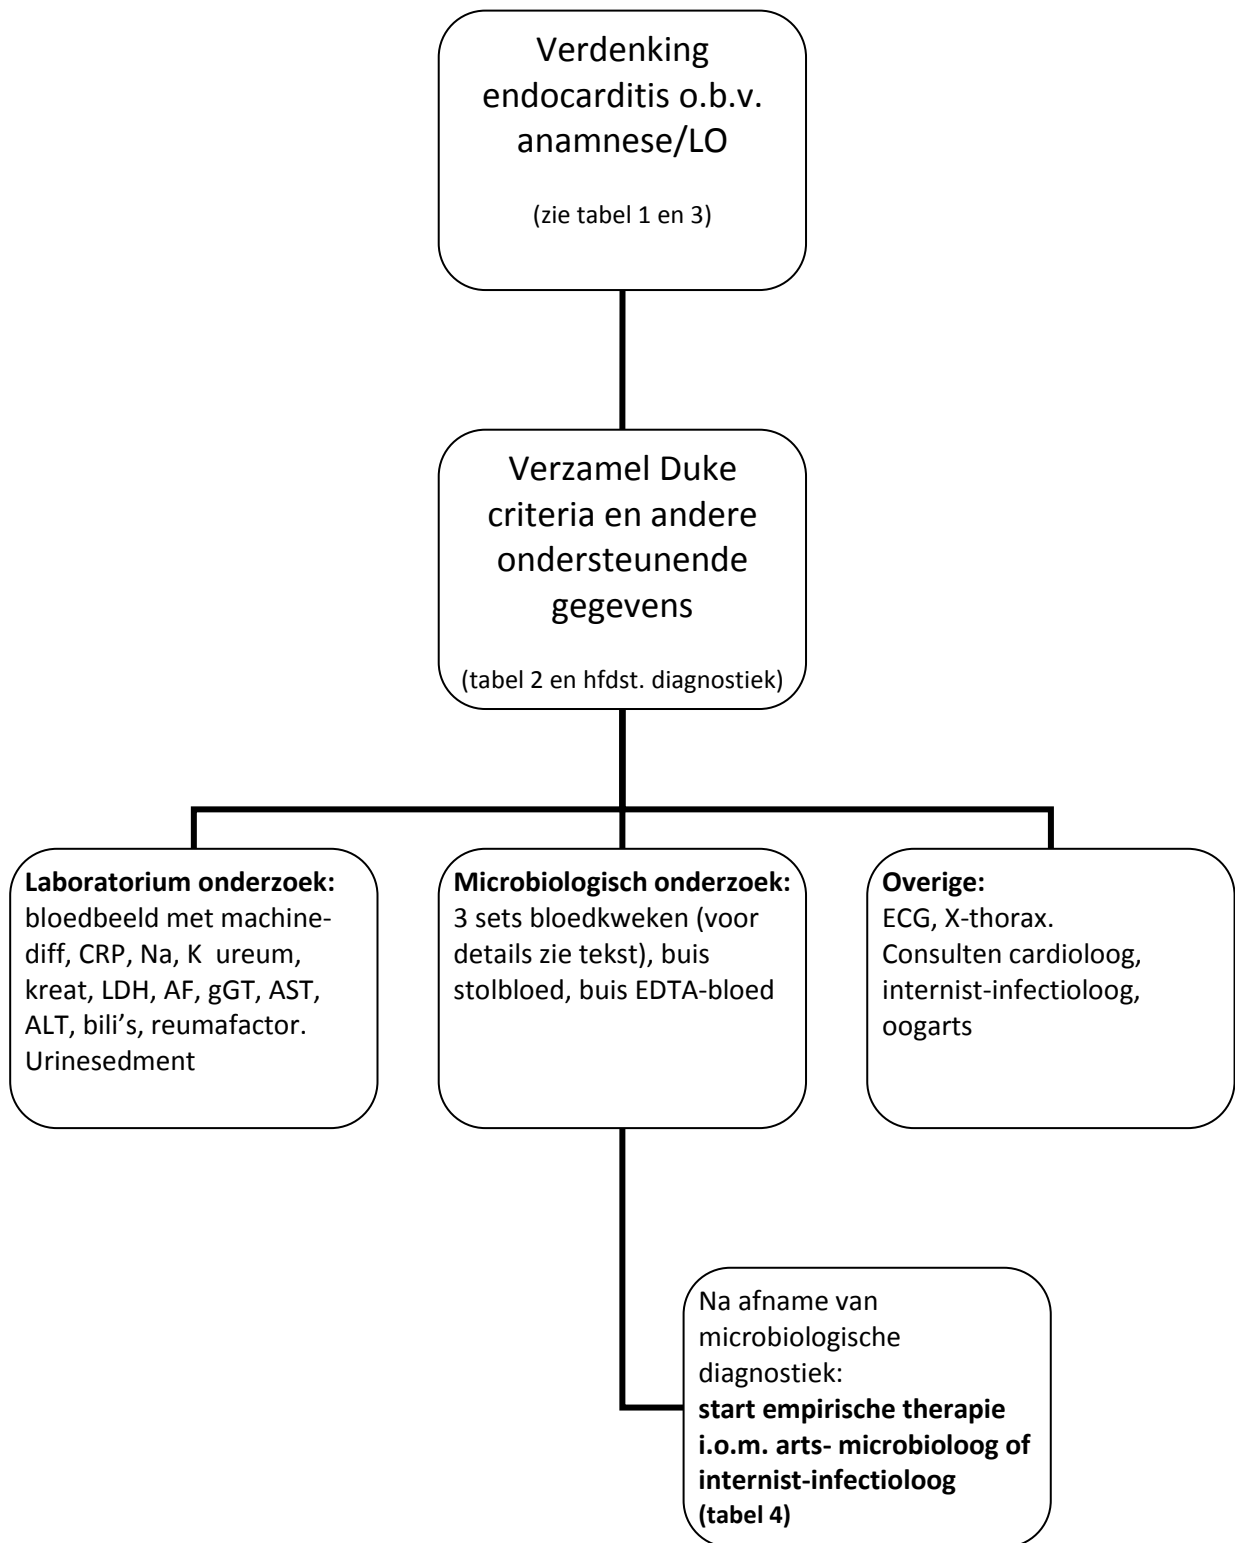 Verdenking
endocarditis o.b.v.
anamnese/LO
(zie tabel 1 en 3)
Verzamel Duke
criteria en andere
ondersteunende
gegevens
(tabel 2 en hfdst. diagnostiek)
Laboratorium onderzoek:
bloedbeeld met machine-
diff, CRP, Na, K  ureum,
kreat, LDH, AF, gGT, AST,
ALT, bili's, reumafactor.
Urinesedment
Microbiologisch onderzoek:
3 sets bloedkweken (voor
details zie tekst), buis
stolbloed, buis EDTA-bloed
Overige:
ECG, X-thorax.
Consulten cardioloog,
internist-infectioloog,
oogarts
Na afname van
microbiologische
diagnostiek:
start empirische therapie
i.o.m. arts- microbioloog of
internist-infectioloog
(tabel 4)